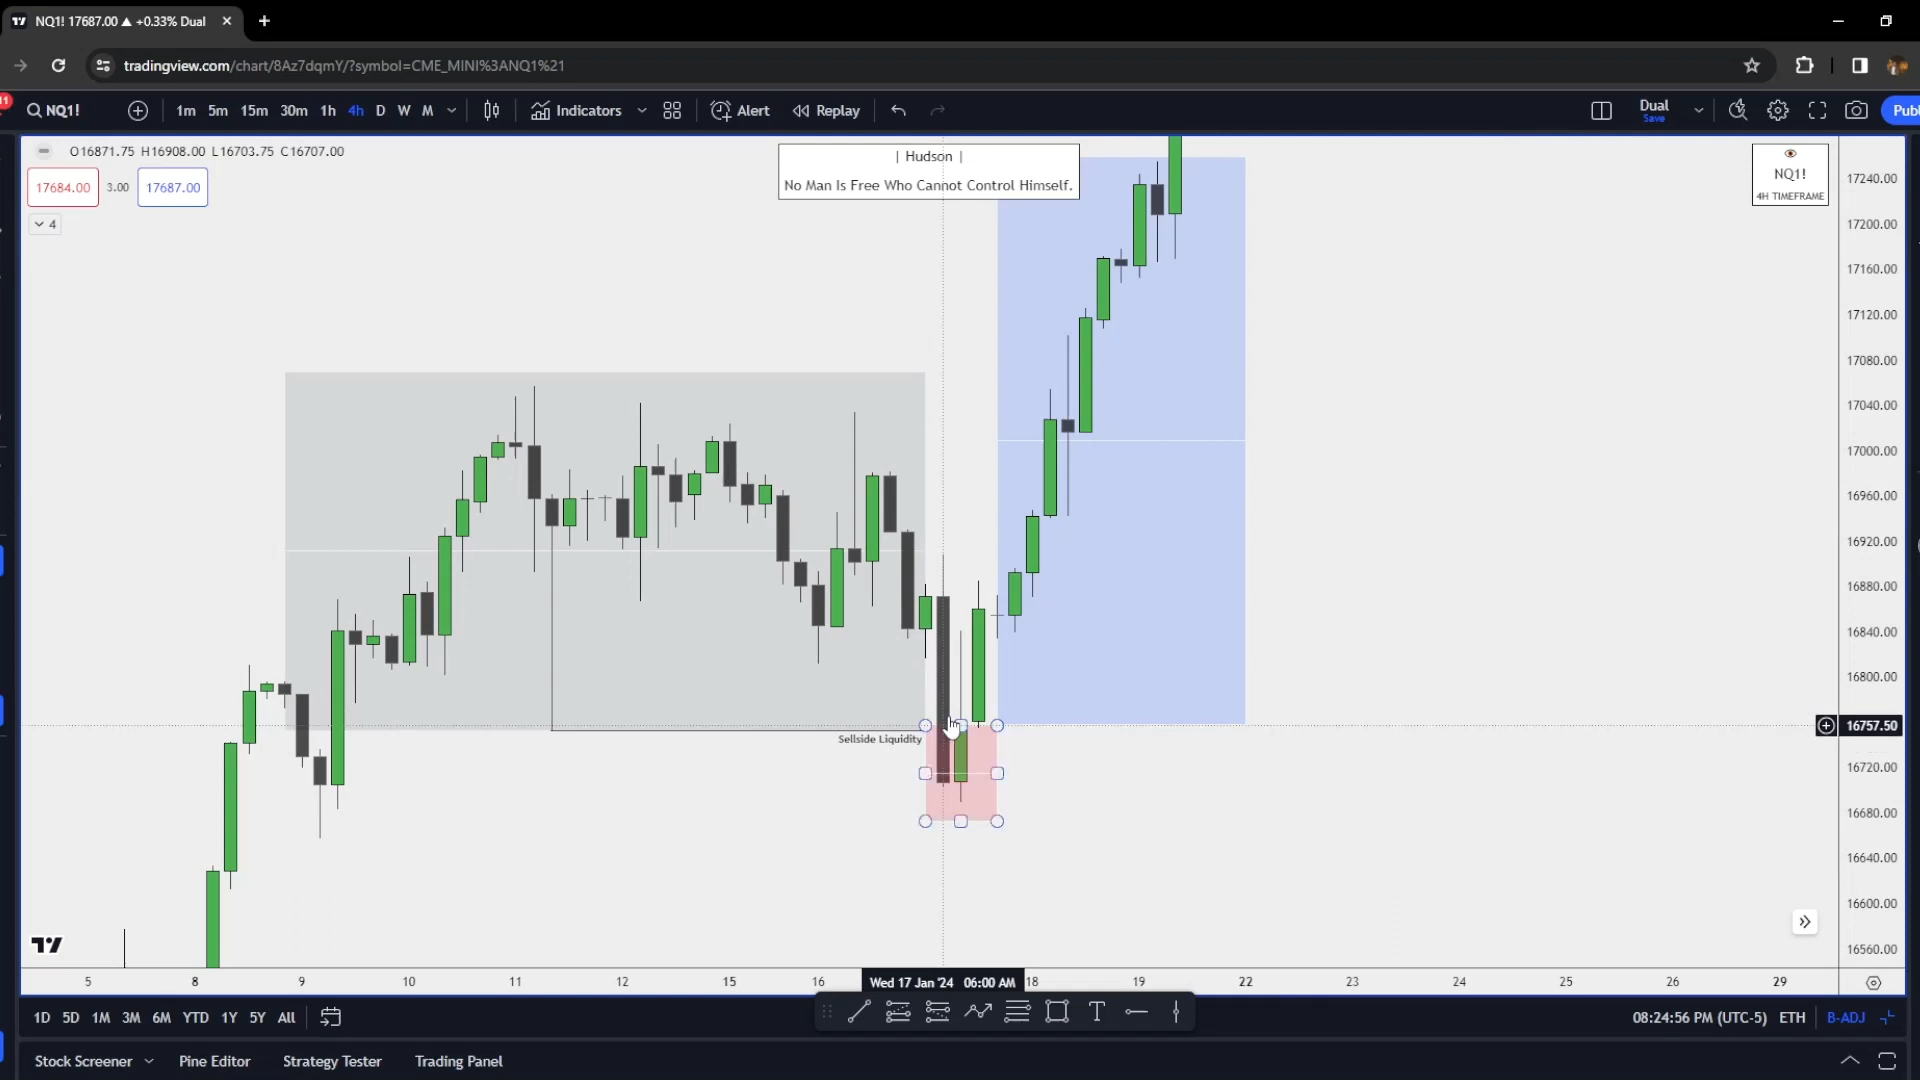 NQ1! 17687.00 ▲ +0.33% Dual
tradingview.com/chart/8Az7dqmY/?symbol=CME_MINI%3ANQ1%21
11
NQ1!
1m 5m 15m 30m 1h 4h D W M
Indicators
Alert
Replay
Dual
Save
Publ
O16871.75 H16908.00 L16703.75 C16707.00
17684.00 3.00 17687.00
4
| Hudson |
No Man Is Free Who Cannot Control Himself.
NQ1!
4H TIMEFRAME
17240.00
17200.00
17160.00
17120.00
17080.00
17040.00
17000.00
16960.00
16920.00
16880.00
16840.00
16800.00
16757.50
16720.00
16680.00
16640.00
16600.00
16560.00
Sellside Liquidity
5 8 9 10 11 12 15 16 Wed 17 Jan '24 06:00 AM 18 19 22 23 24 25 26 29
1D 5D 1M 3M 6M YTD 1Y 5Y All
08:24:56 PM (UTC-5) ETH B-ADJ
Stock Screener Pine Editor Strategy Tester Trading Panel